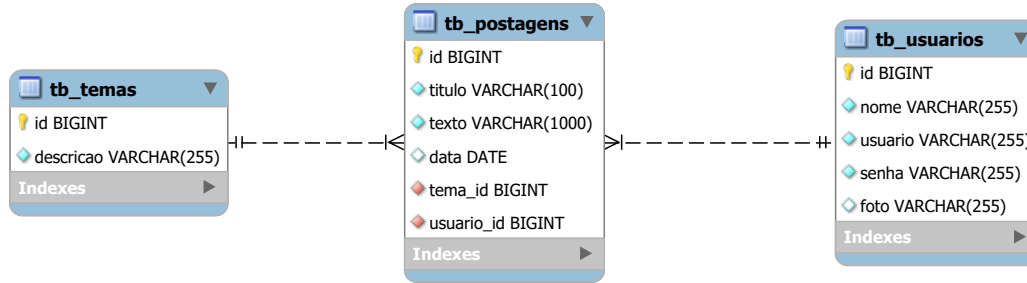 tb_temas
id BIGINT
descricao VARCHAR(255)
Indexes
tb_postagens
id BIGINT
titulo VARCHAR(100)
texto VARCHAR(1000)
data DATE
tema_id BIGINT
usuario_id BIGINT
Indexes
tb_usuarios
id BIGINT
nome VARCHAR(255)
usuario VARCHAR(255)
senha VARCHAR(255)
foto VARCHAR(255)
Indexes